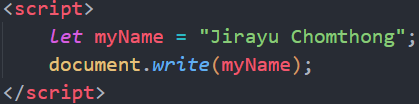 <script>
    let myName = "Jirayu Chomthong";
    document.write(myName);
</script>